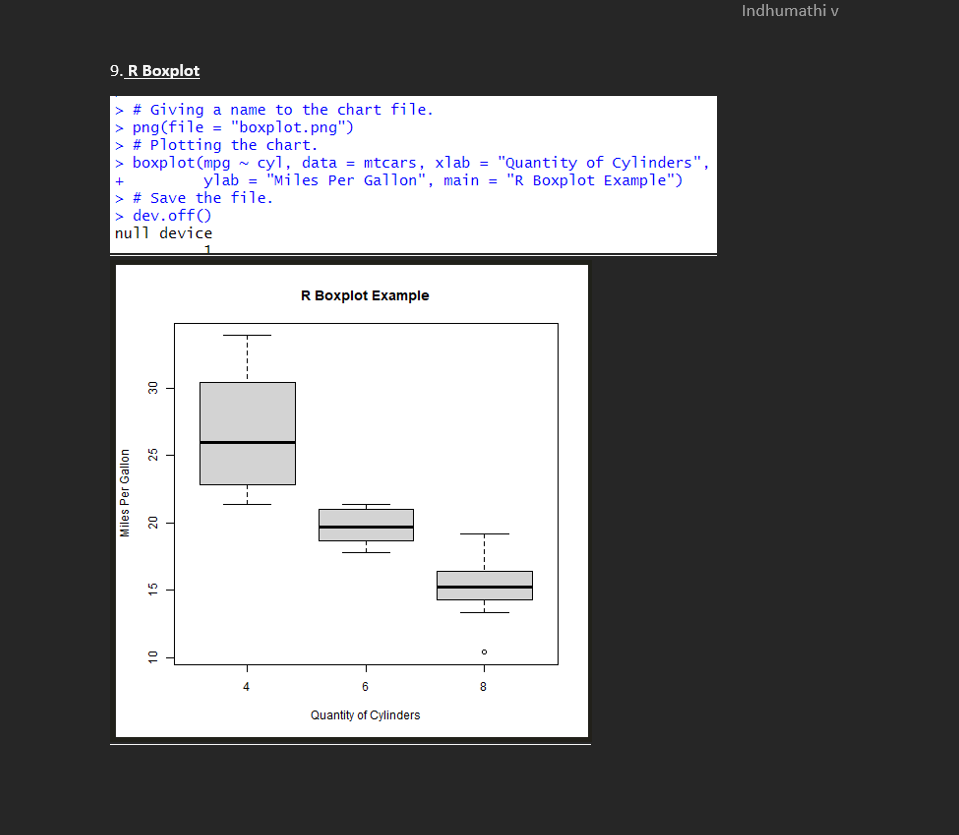 Indhumathi v
9. R Boxplot
> # Giving a name to the chart file.
> png(file = "boxplot.png")
> # Plotting the chart.
> boxplot(mpg ~ cyl, data = mtcars, xlab = "Quantity of Cylinders",
+         ylab = "Miles Per Gallon", main = "R Boxplot Example")
> # Save the file.
> dev.off()
null device
          1
R Boxplot Example
Miles Per Gallon
30
25
20
15
10
4 6 8
Quantity of Cylinders